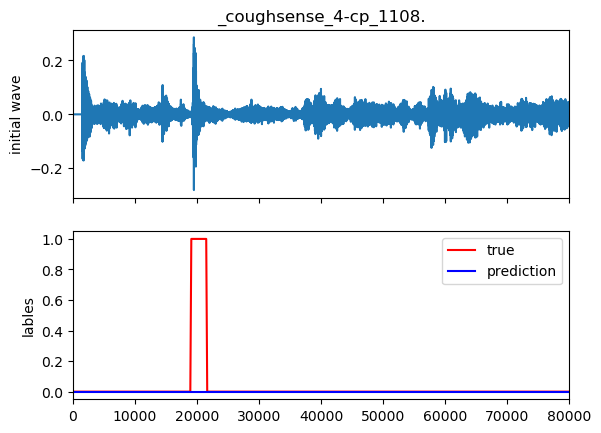 _coughsense_4-cp_1108.
initial wave
0.2
0.0
−0.2
lables
1.0
0.8
0.6
0.4
0.2
0.0
true
prediction
0 10000 20000 30000 40000 50000 60000 70000 80000